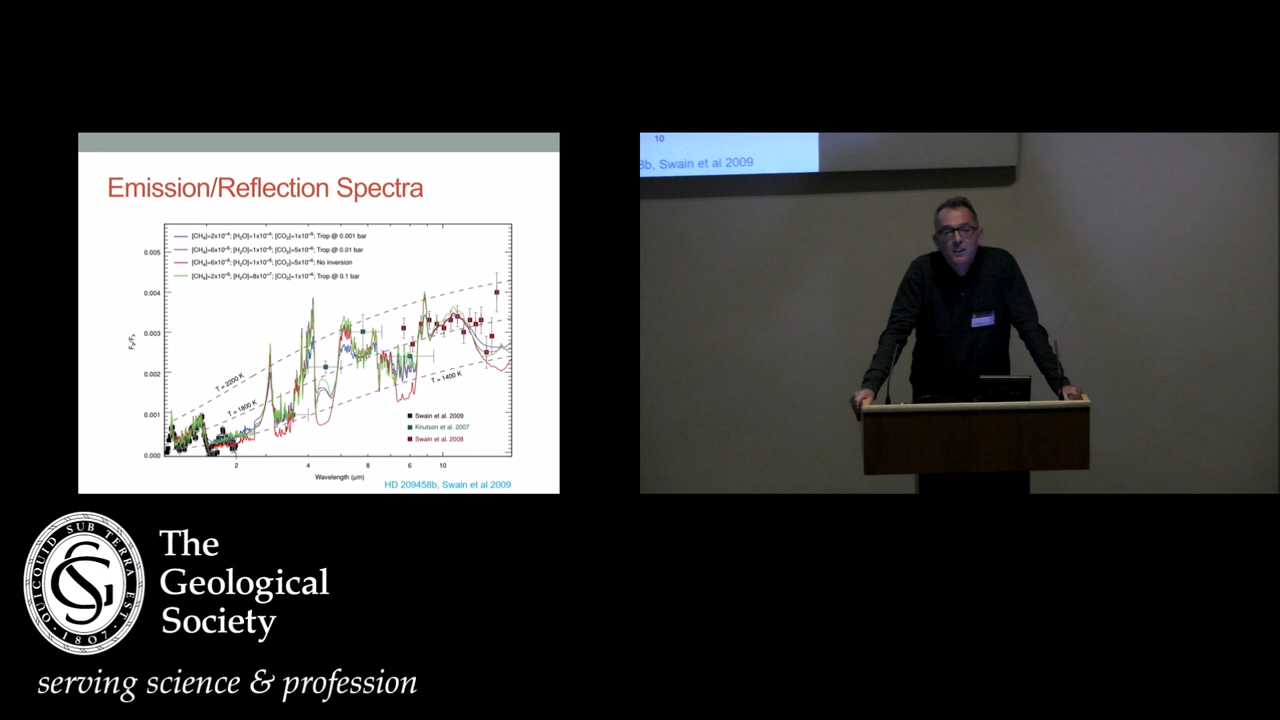 Emission/Reflection Spectra
[CH₄]=2x10⁻⁴; [H₂O]=1x10⁻⁴; [CO₂]=1x10⁻⁵; Trop @ 0.001 bar
[CH₄]=6x10⁻⁵; [H₂O]=1x10⁻⁵; [CO₂]=5x10⁻⁶; Trop @ 0.01 bar
[CH₄]=6x10⁻⁵; [H₂O]=1x10⁻⁵; [CO₂]=5x10⁻⁶; No inversion
[CH₄]=2x10⁻⁵; [H₂O]=8x10⁻⁷; [CO₂]=1x10⁻⁶; Trop @ 0.1 bar
0.005
0.004
0.003
0.002
0.001
0.000
Fₚ/Fₛ
T = 2200 K
T = 1800 K
T = 1400 K
Swain et al. 2009
Knutson et al. 2007
Swain et al. 2008
2 4 8 6 10
Wavelength (μm)
HD 209458b, Swain et al 2009
10
8b, Swain et al 2009
QUICQUID SUB TERRA EST
· 1807 ·
The
Geological
Society
serving science & profession